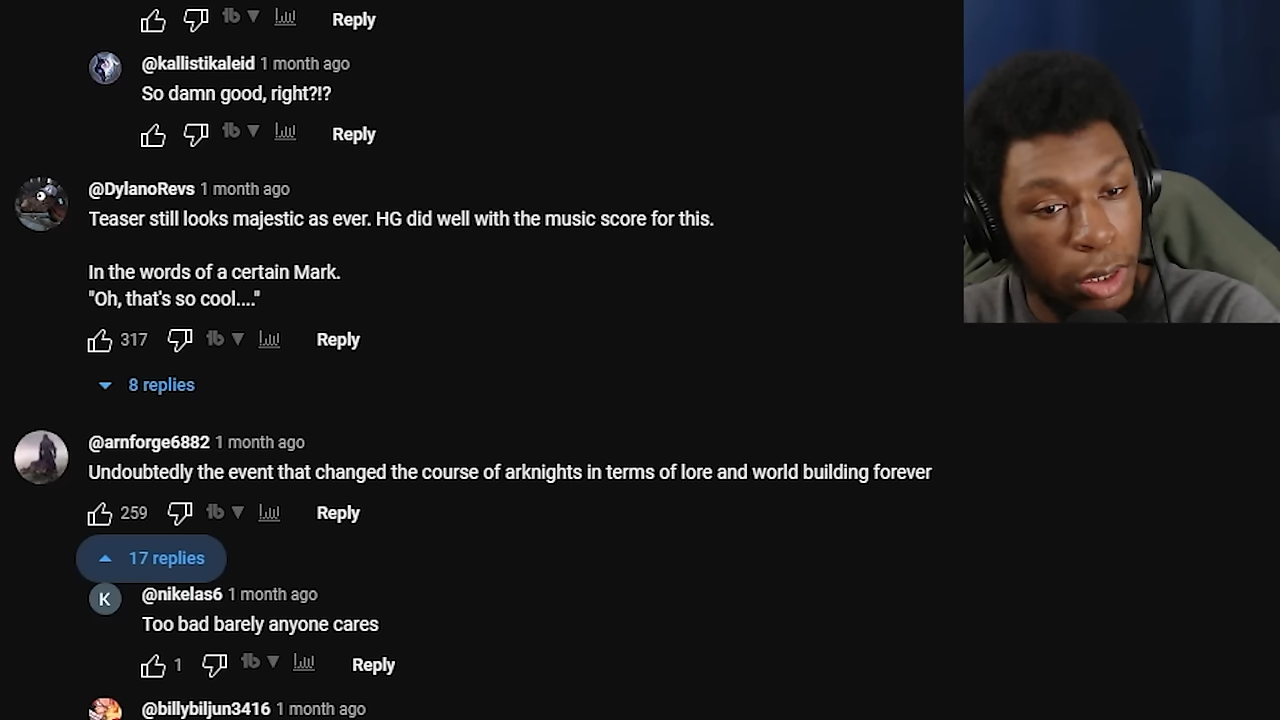 Reply
@kallistikaleid 1 month ago
So damn good, right?!?
Reply
@DylanoRevs 1 month ago
Teaser still looks majestic as ever. HG did well with the music score for this.
In the words of a certain Mark.
"Oh, that's so cool...."
317 Reply
8 replies
@arnforge6882 1 month ago
Undoubtedly the event that changed the course of arknights in terms of lore and world building forever
259 Reply
17 replies
K @nikelas6 1 month ago
Too bad barely anyone cares
1 Reply
@billybiljun3416 1 month ago